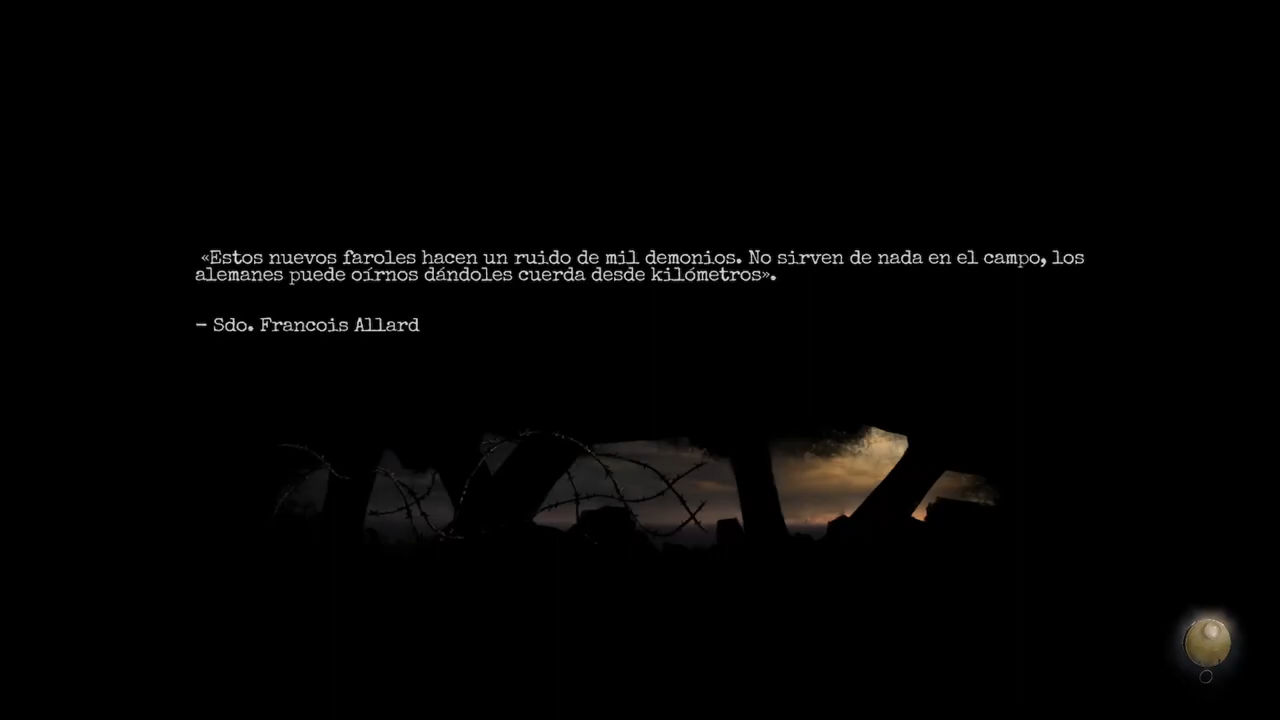 «Estos nuevos faroles hacen un ruido de mil demonios. No sirven de nada en el campo, los
alemanes puede oírnos dándoles cuerda desde kilómetros».
- Sdo. Francois Allard